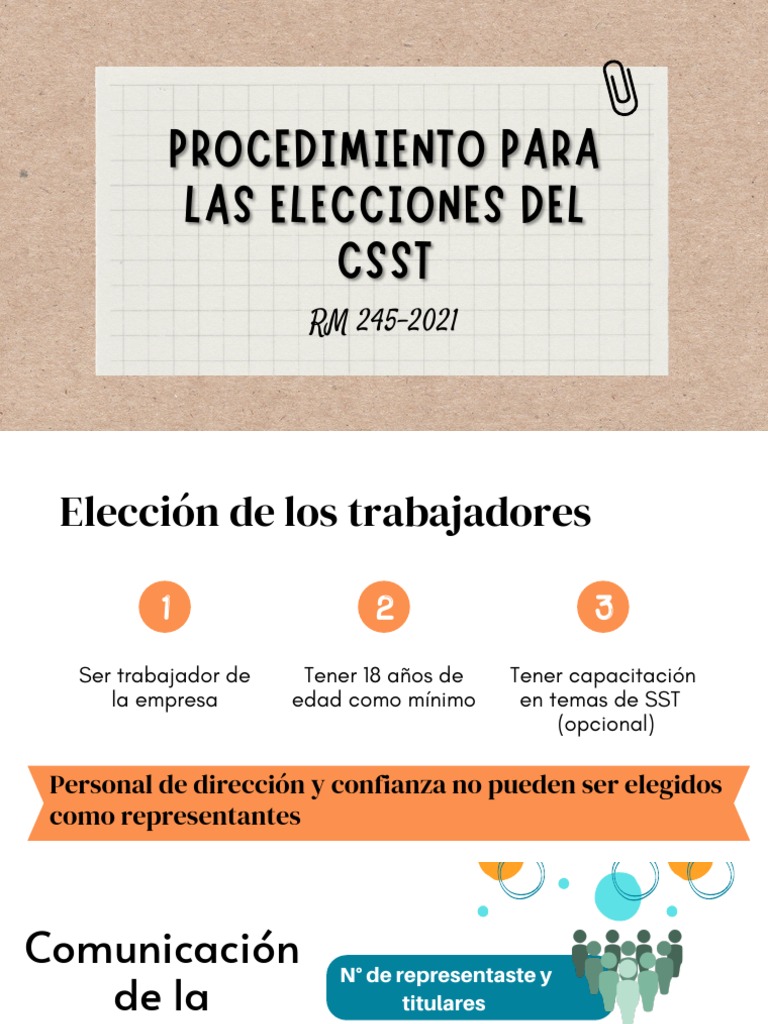 PROCEDIMIENTO PARA
LAS ELECCIONES DEL
CSST
RM 245-2021
Elección de los trabajadores
1
2
3
Ser trabajador de
la empresa
Tener 18 años de
edad como mínimo
Tener capacitación
en temas de SST
(opcional)
Personal de dirección y confianza no pueden ser elegidos
como representantes
Comunicación
de la
N° de representaste y
titulares